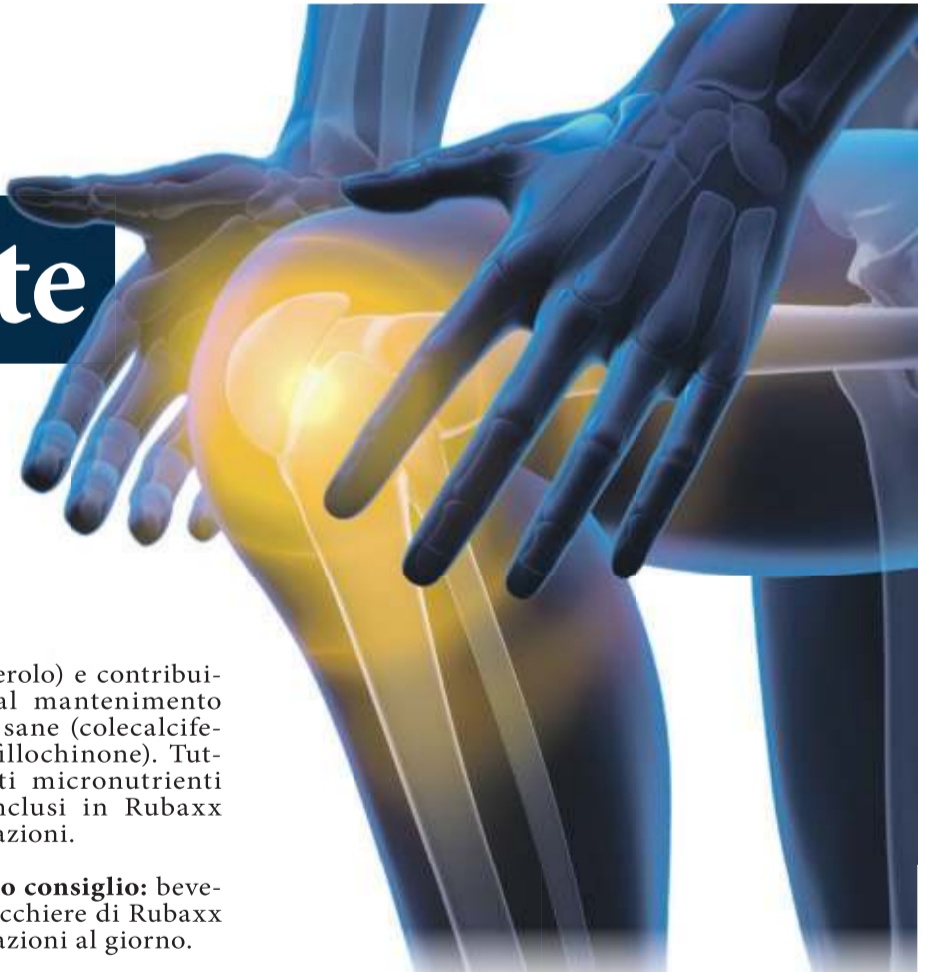 te
erolo) e contribui-
al mantenimento
sane (colecalcife-
illochinone). Tut-
ti micronutrienti
nclusi in Rubaxx
azioni.
o consiglio: beve-
cchiere di Rubaxx
azioni al giorno.